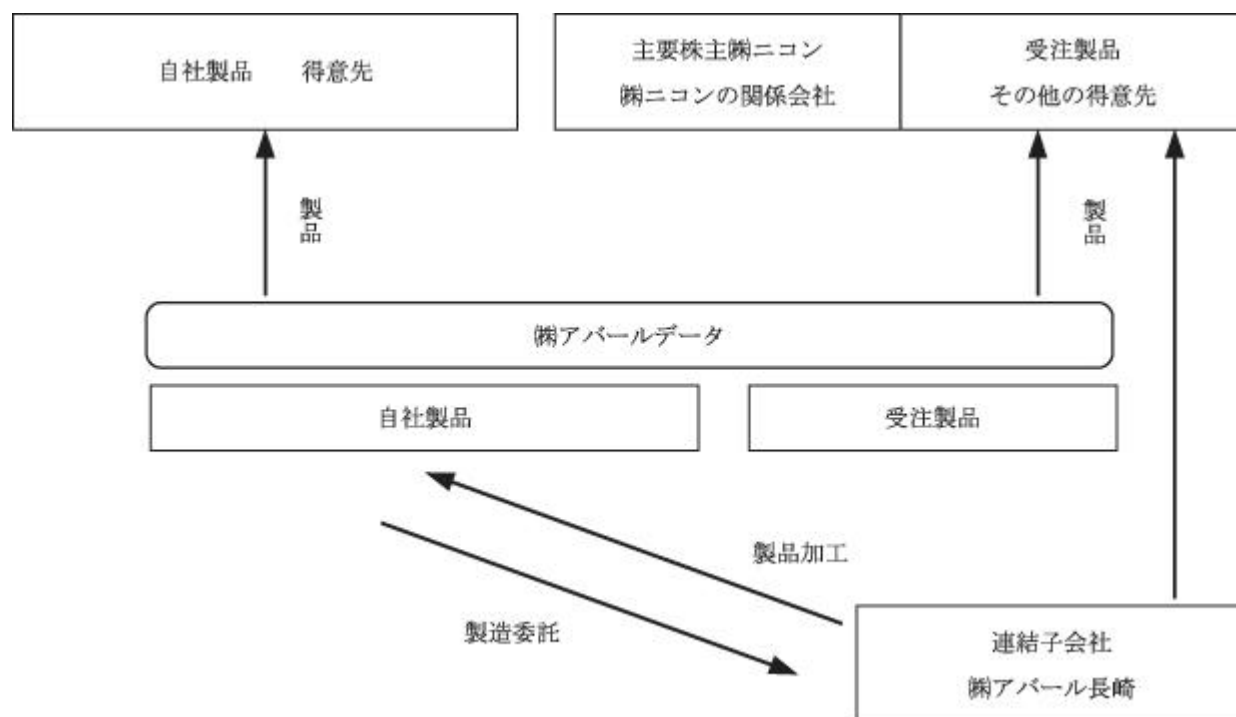 自社製品　　得意先
主要株主㈱ニコン
㈱ニコンの関係会社
受注製品
その他の得意先
製品
製品
㈱アバールデータ
自社製品
受注製品
製品加工
製造委託
連結子会社
㈱アバール長崎